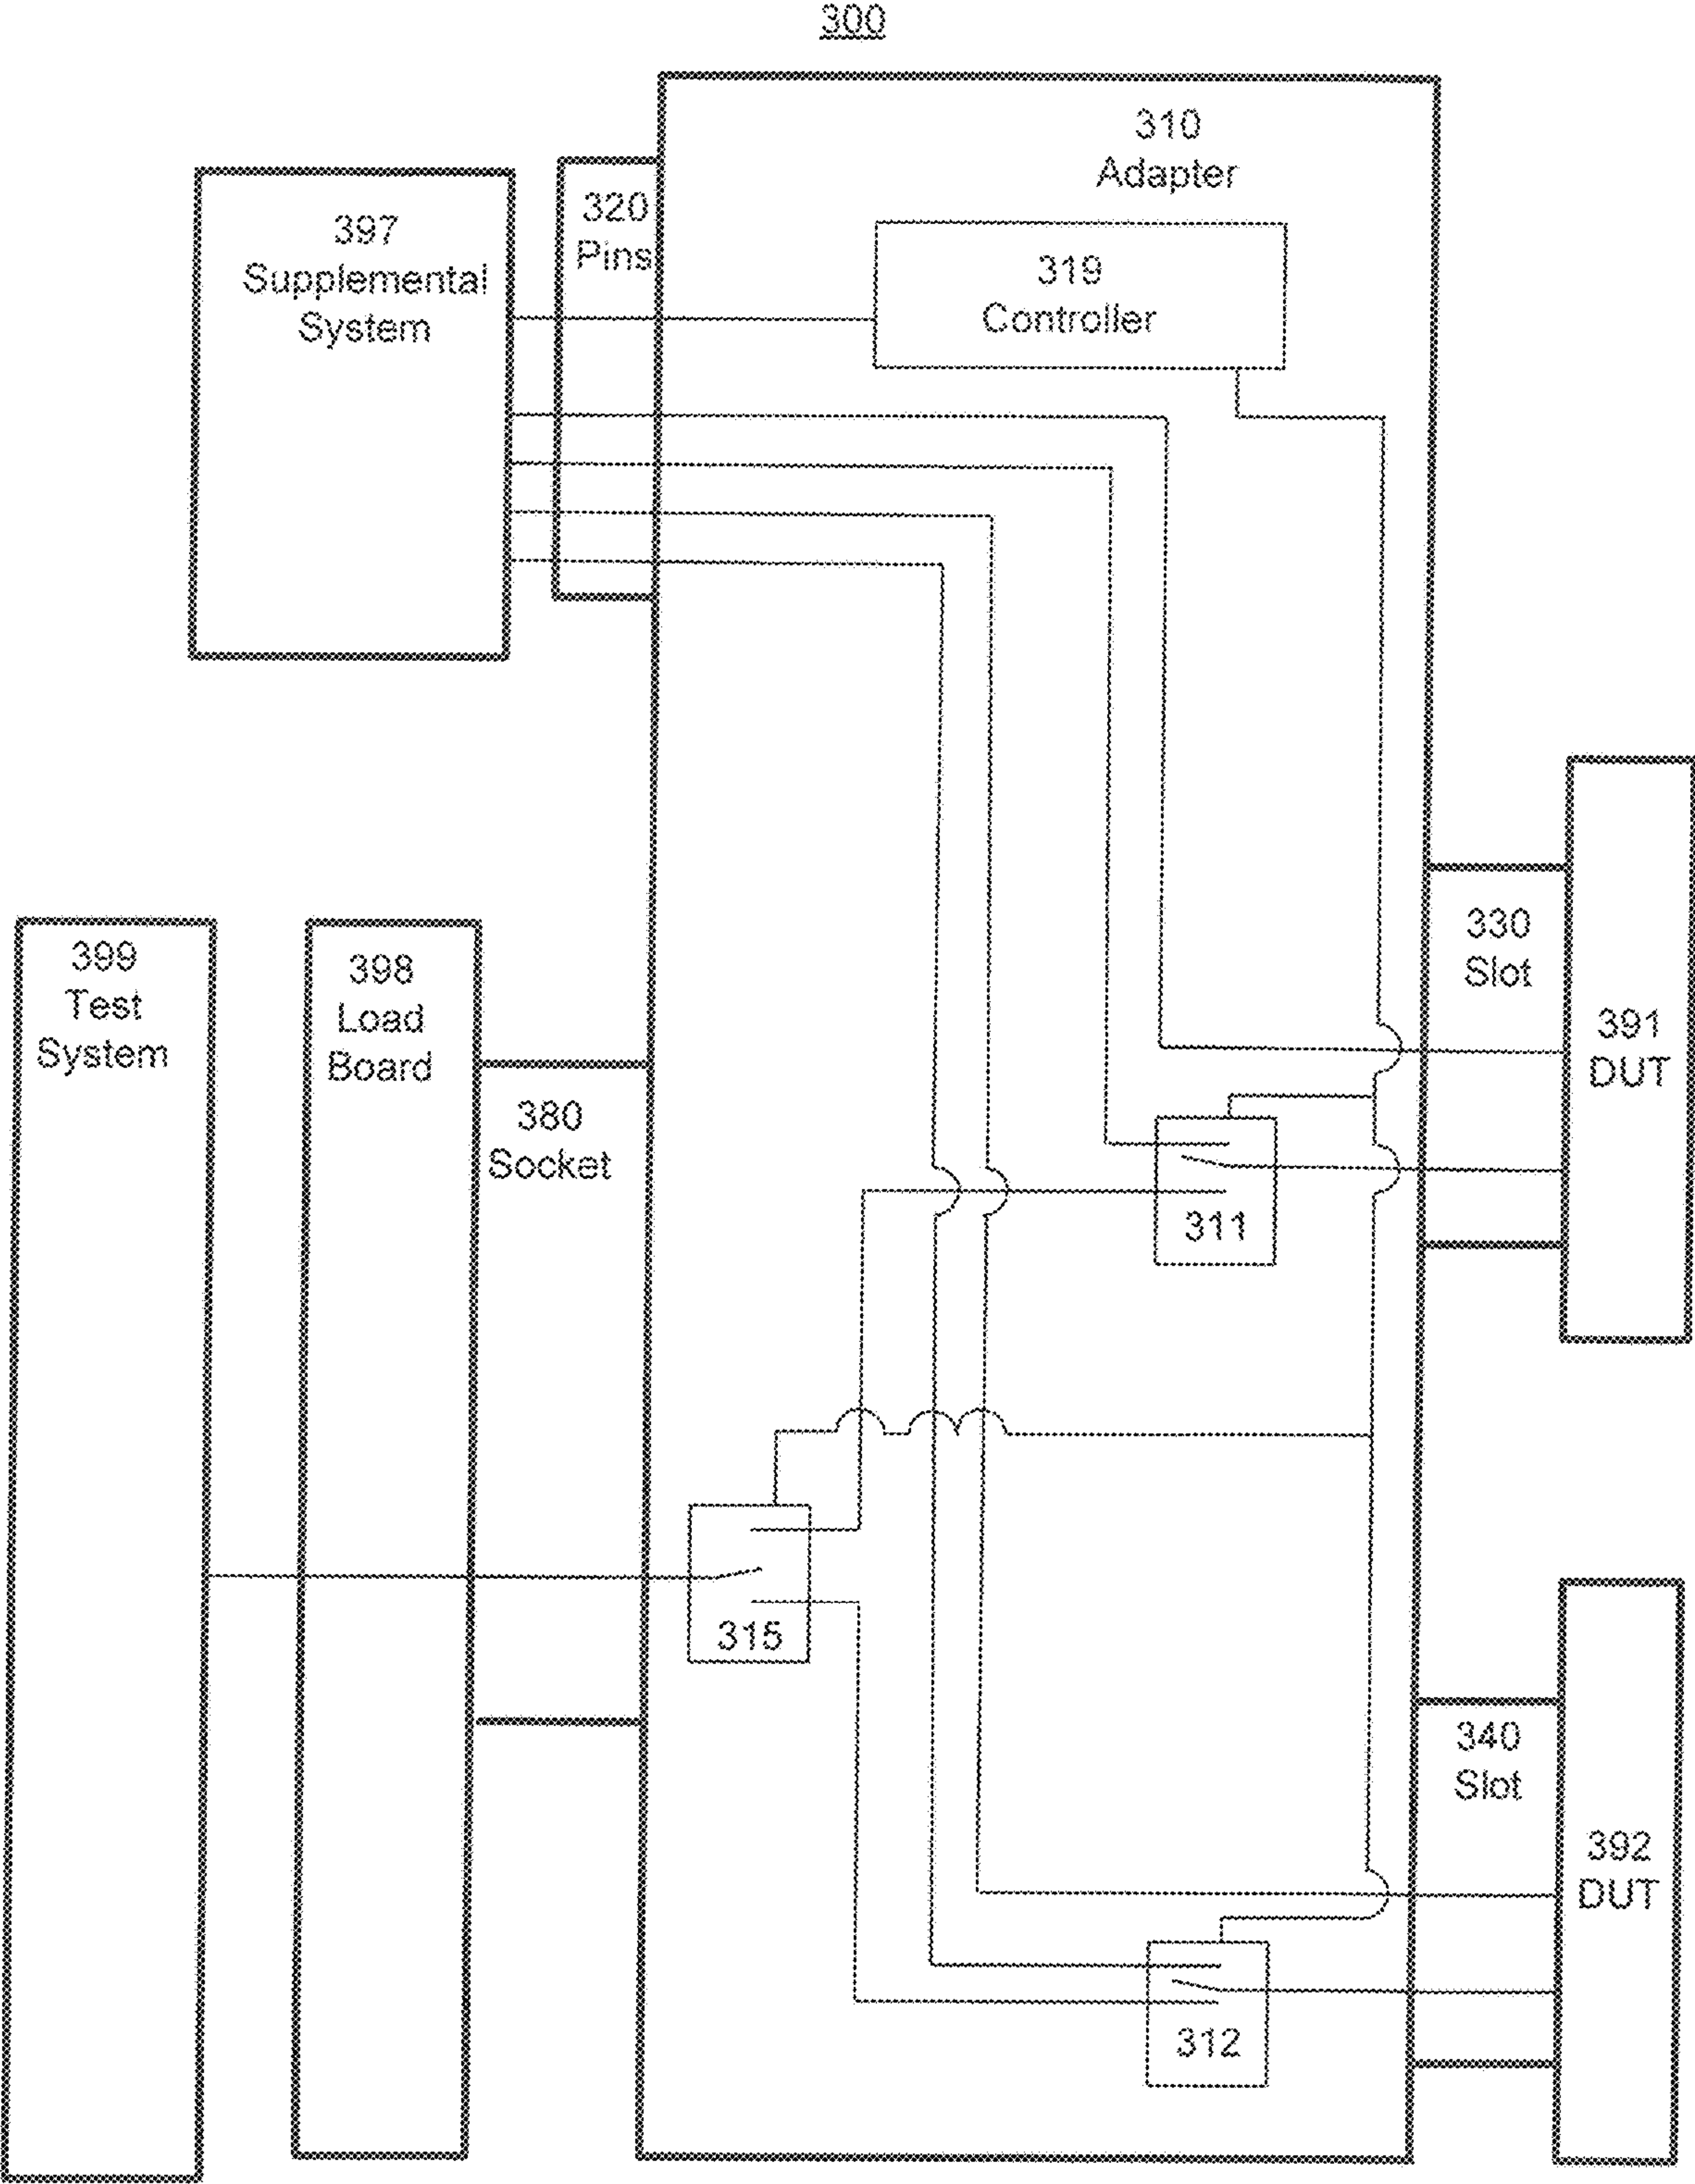 300
310
Adapter
320
Pins
397
Supplemental
System
319
Controller
330
Slot
399
Test
System
398
Load
Board
391
DUT
380
Socket
311
315
340
Slot
392
DUT
312